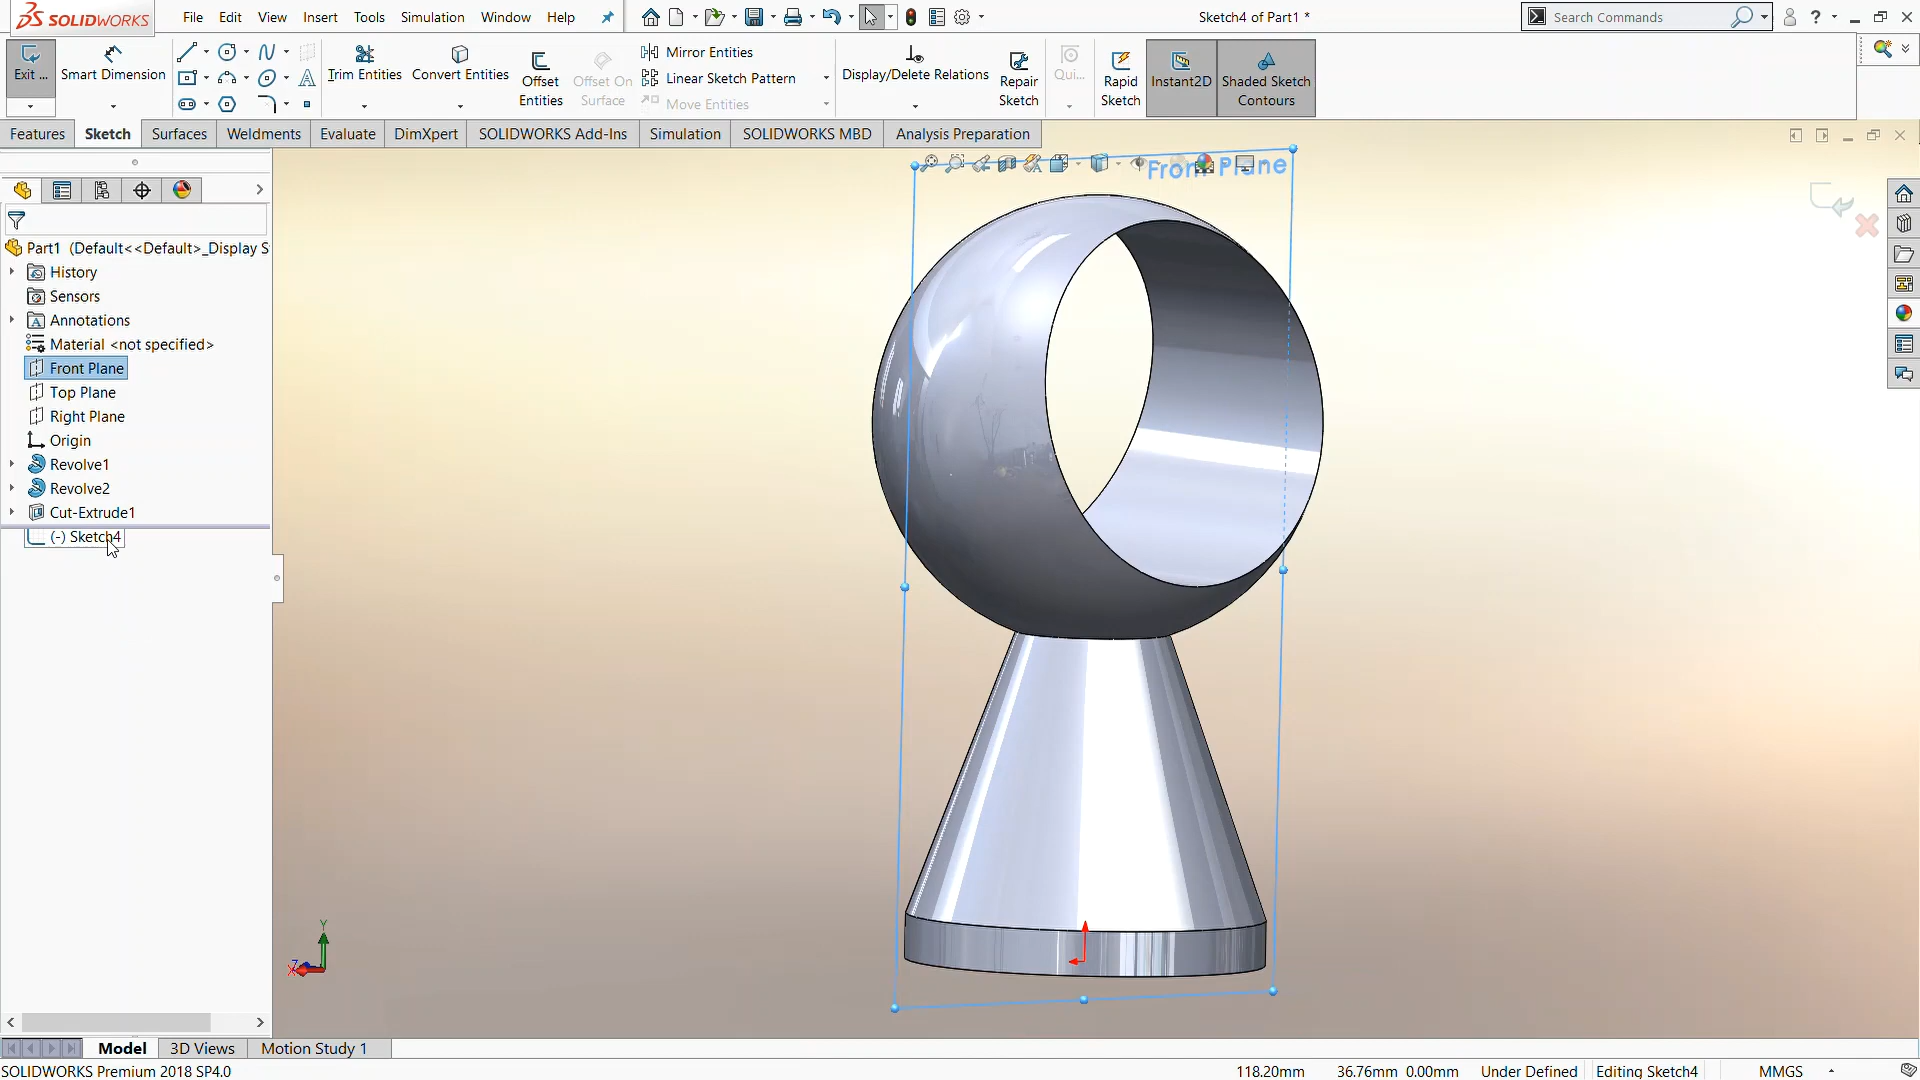 SOLIDWORKS
File Edit View Insert Tools Simulation Window Help
Sketch4 of Part1 *
Search Commands
Exit ...
Smart Dimension
Trim Entities
Convert Entities
Offset Entities
Offset On Surface
Mirror Entities
Linear Sketch Pattern
Move Entities
Display/Delete Relations
Repair Sketch
Qui...
Rapid Sketch
Instant2D
Shaded Sketch Contours
Features Sketch Surfaces Weldments Evaluate DimXpert SOLIDWORKS Add-Ins Simulation SOLIDWORKS MBD Analysis Preparation
Front Plane
Part1 (Default<<Default>_Display S
History
Sensors
Annotations
Material <not specified>
Front Plane
Top Plane
Right Plane
Origin
Revolve1
Revolve2
Cut-Extrude1
(-) Sketch4
Y
Z
X
Model 3D Views Motion Study 1
SOLIDWORKS Premium 2018 SP4.0
118.20mm 36.76mm 0.00mm Under Defined Editing Sketch4 MMGS